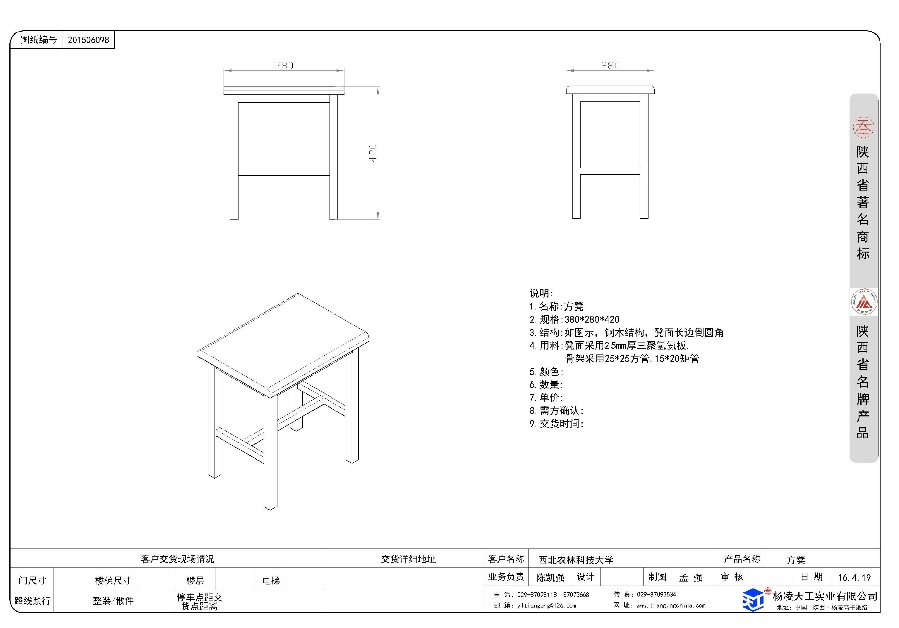 图纸编号 201606098
380
280
420
陕西省著名商标
陕西省名牌产品
说明:
1.名称:方凳
2.规格:380*280*420
3.结构:如图示，钢木结构，凳面长边倒圆角
4.用料:凳面采用25mm厚三聚氢氨板.
骨架采用25*25方管.15*20矩管
5.颜色:
6.数量:
7.单价:
8.需方确认:
9.交货时间:
客户交货现场情况 交货详细地址 客户名称 西北农林科技大学 产品名称 方凳
门尺寸 楼梯尺寸 楼层 电梯 业务负责 陈凯强 设计 制图 孟 强 审 核 日 期 16.4.19
路线禁行 整装/散件 停车点距交货点距离
杨凌天工实业有限公司